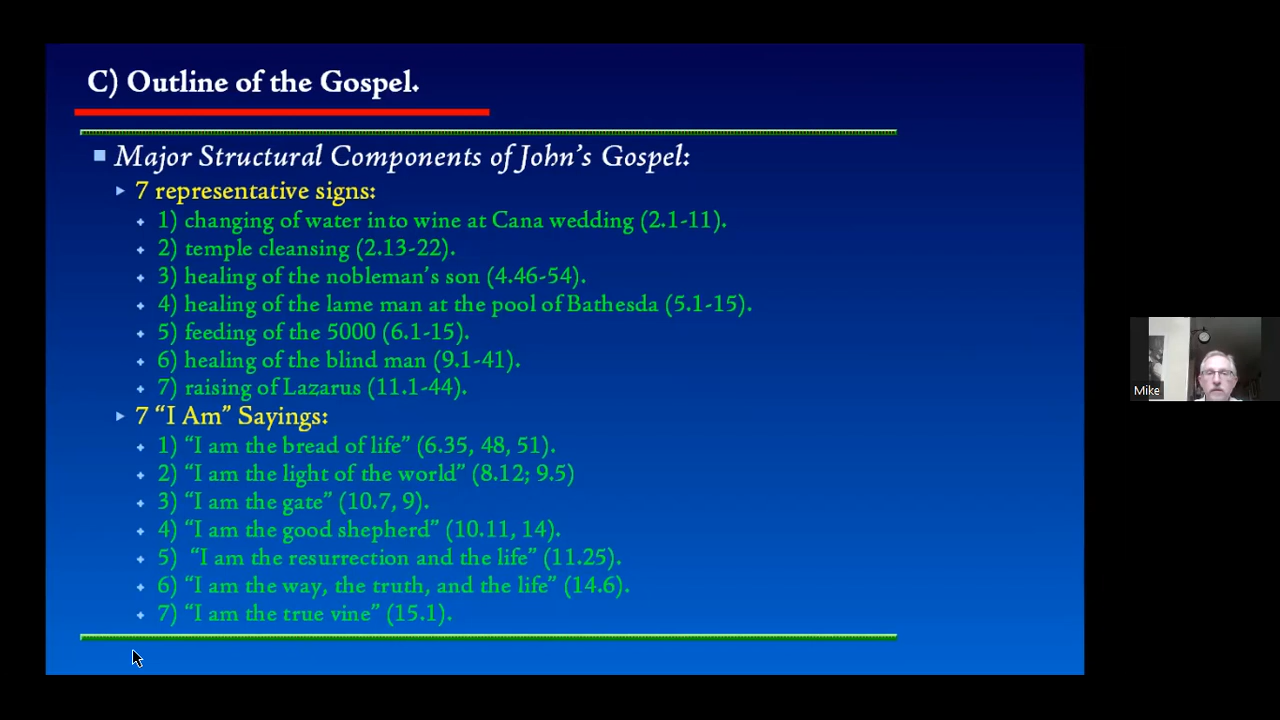 C) Outline of the Gospel.
Major Structural Components of John's Gospel:
7 representative signs:
1) changing of water into wine at Cana wedding (2.1-11).
2) temple cleansing (2.13-22).
3) healing of the nobleman's son (4.46-54).
4) healing of the lame man at the pool of Bathesda (5.1-15).
5) feeding of the 5000 (6.1-15).
6) healing of the blind man (9.1-41).
7) raising of Lazarus (11.1-44).
7 “I Am” Sayings:
1) “I am the bread of life” (6.35, 48, 51).
2) “I am the light of the world” (8.12; 9.5)
3) “I am the gate” (10.7, 9).
4) “I am the good shepherd” (10.11, 14).
5) “I am the resurrection and the life” (11.25).
6) “I am the way, the truth, and the life” (14.6).
7) “I am the true vine” (15.1).
Mike